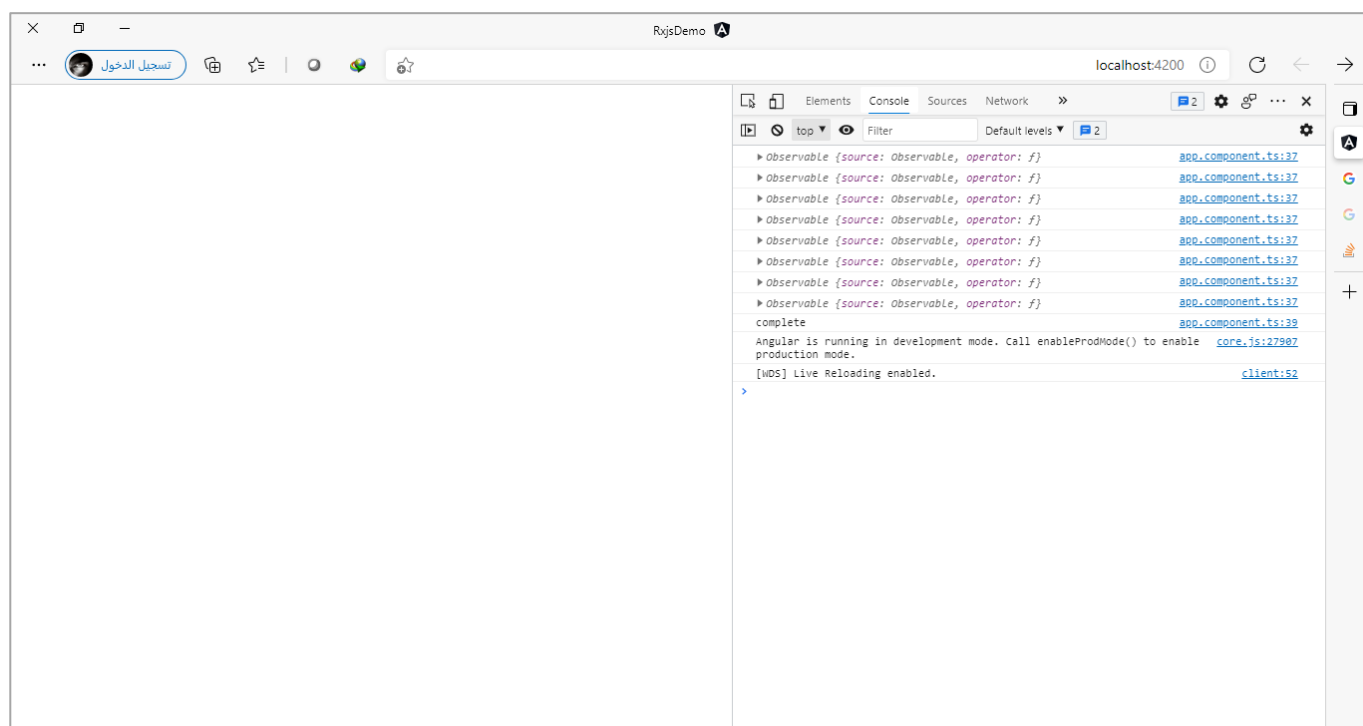 RxjsDemo
تسجيل الدخول
localhost:4200
Elements Console Sources Network » 2
top ▼ Filter Default levels ▼ 2
▶ Observable {source: Observable, operator: ƒ} app.component.ts:37
▶ Observable {source: Observable, operator: ƒ} app.component.ts:37
▶ Observable {source: Observable, operator: ƒ} app.component.ts:37
▶ Observable {source: Observable, operator: ƒ} app.component.ts:37
▶ Observable {source: Observable, operator: ƒ} app.component.ts:37
▶ Observable {source: Observable, operator: ƒ} app.component.ts:37
▶ Observable {source: Observable, operator: ƒ} app.component.ts:37
▶ Observable {source: Observable, operator: ƒ} app.component.ts:37
complete app.component.ts:39
Angular is running in development mode. Call enableProdMode() to enable core.js:27907
production mode.
[WDS] Live Reloading enabled. client:52
>